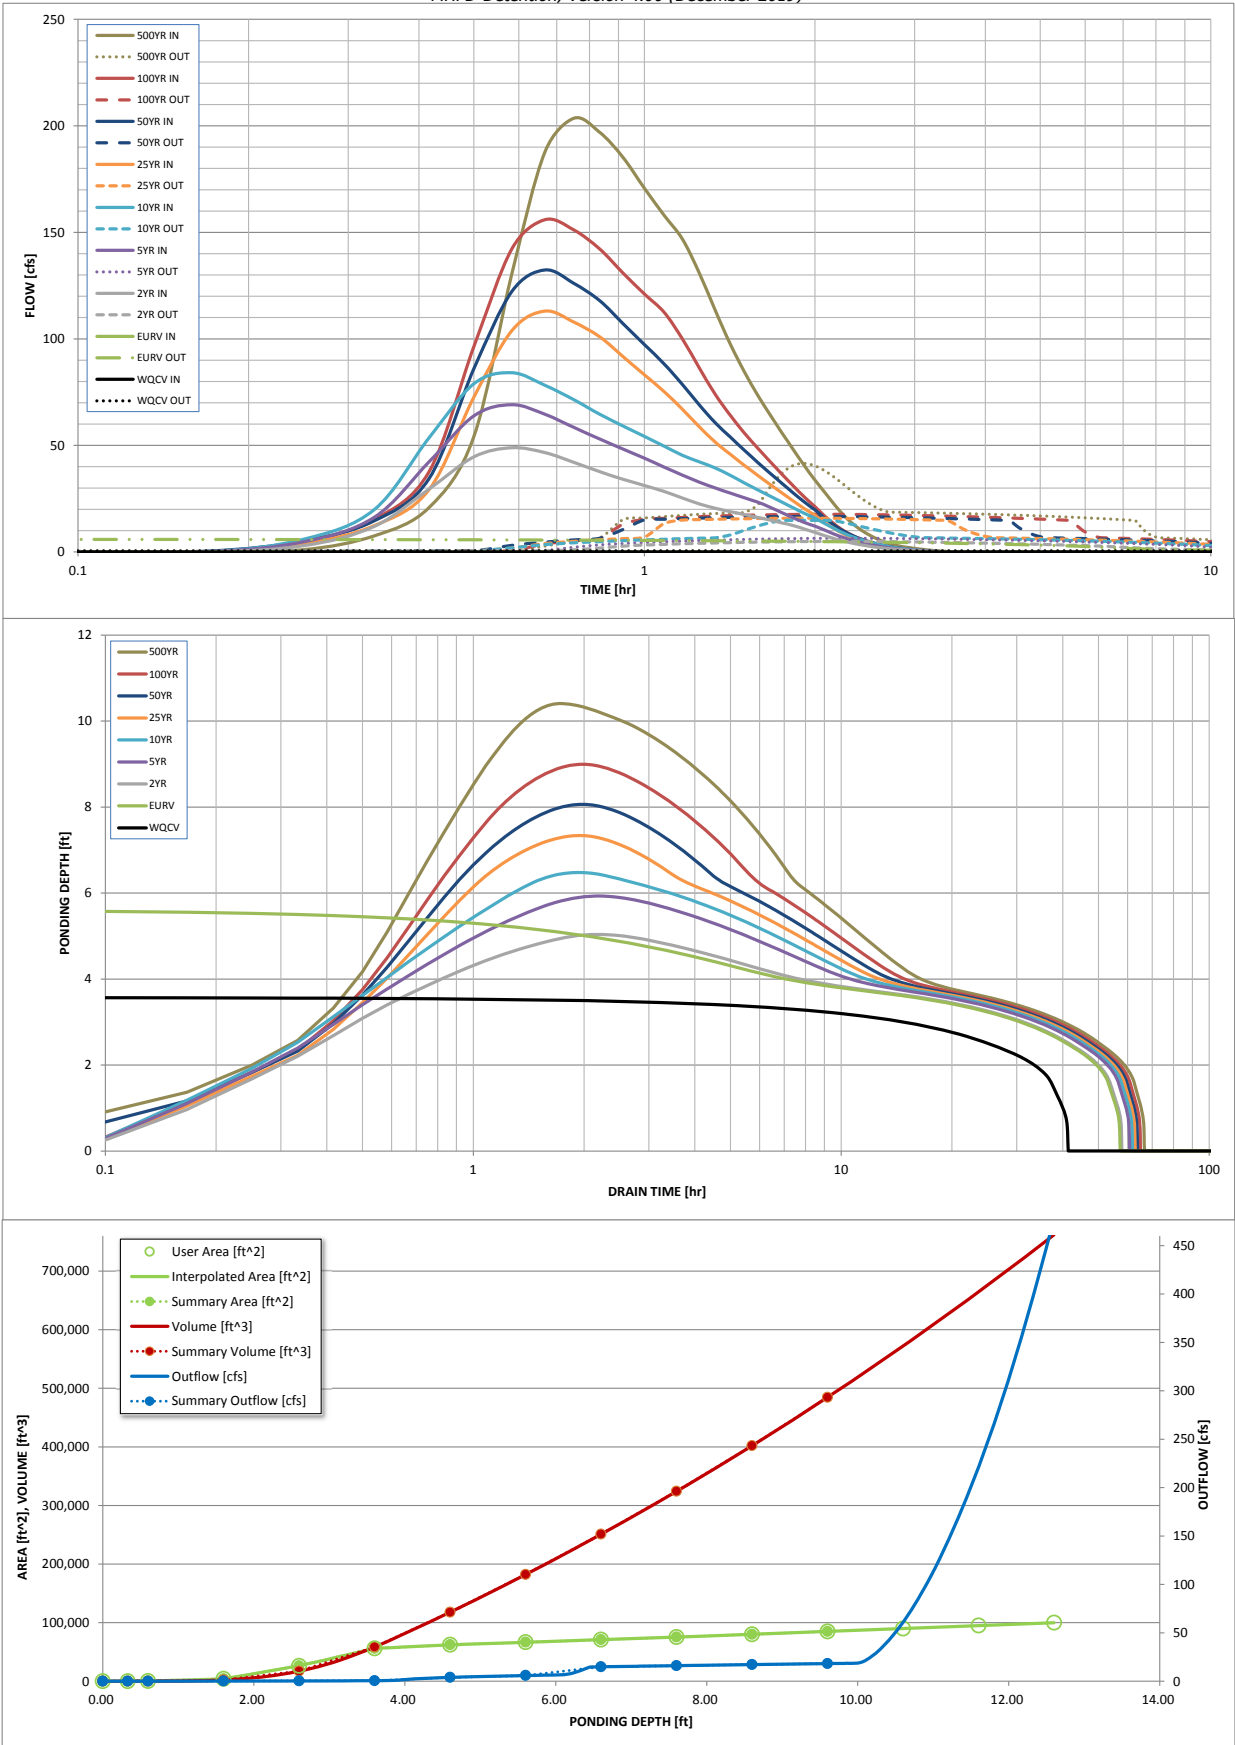 MHFD-Detention, Version 4.00 (December 2019)
250
200
150
100
50
0
FLOW [cfs]
500YR IN
500YR OUT
100YR IN
100YR OUT
50YR IN
50YR OUT
25YR IN
25YR OUT
10YR IN
10YR OUT
5YR IN
5YR OUT
2YR IN
2YR OUT
EURV IN
EURV OUT
WQCV IN
WQCV OUT
0.1 1 10
TIME [hr]
12
10
8
6
4
2
0
PONDING DEPTH [ft]
500YR
100YR
50YR
25YR
10YR
5YR
2YR
EURV
WQCV
0.1 1 10 100
DRAIN TIME [hr]
700,000
600,000
500,000
400,000
300,000
200,000
100,000
0
AREA [ft^2], VOLUME [ft^3]
User Area [ft^2]
Interpolated Area [ft^2]
Summary Area [ft^2]
Volume [ft^3]
Summary Volume [ft^3]
Outflow [cfs]
Summary Outflow [cfs]
450
400
350
300
250
200
150
100
50
0
OUTFLOW [cfs]
0.00 2.00 4.00 6.00 8.00 10.00 12.00 14.00
PONDING DEPTH [ft]